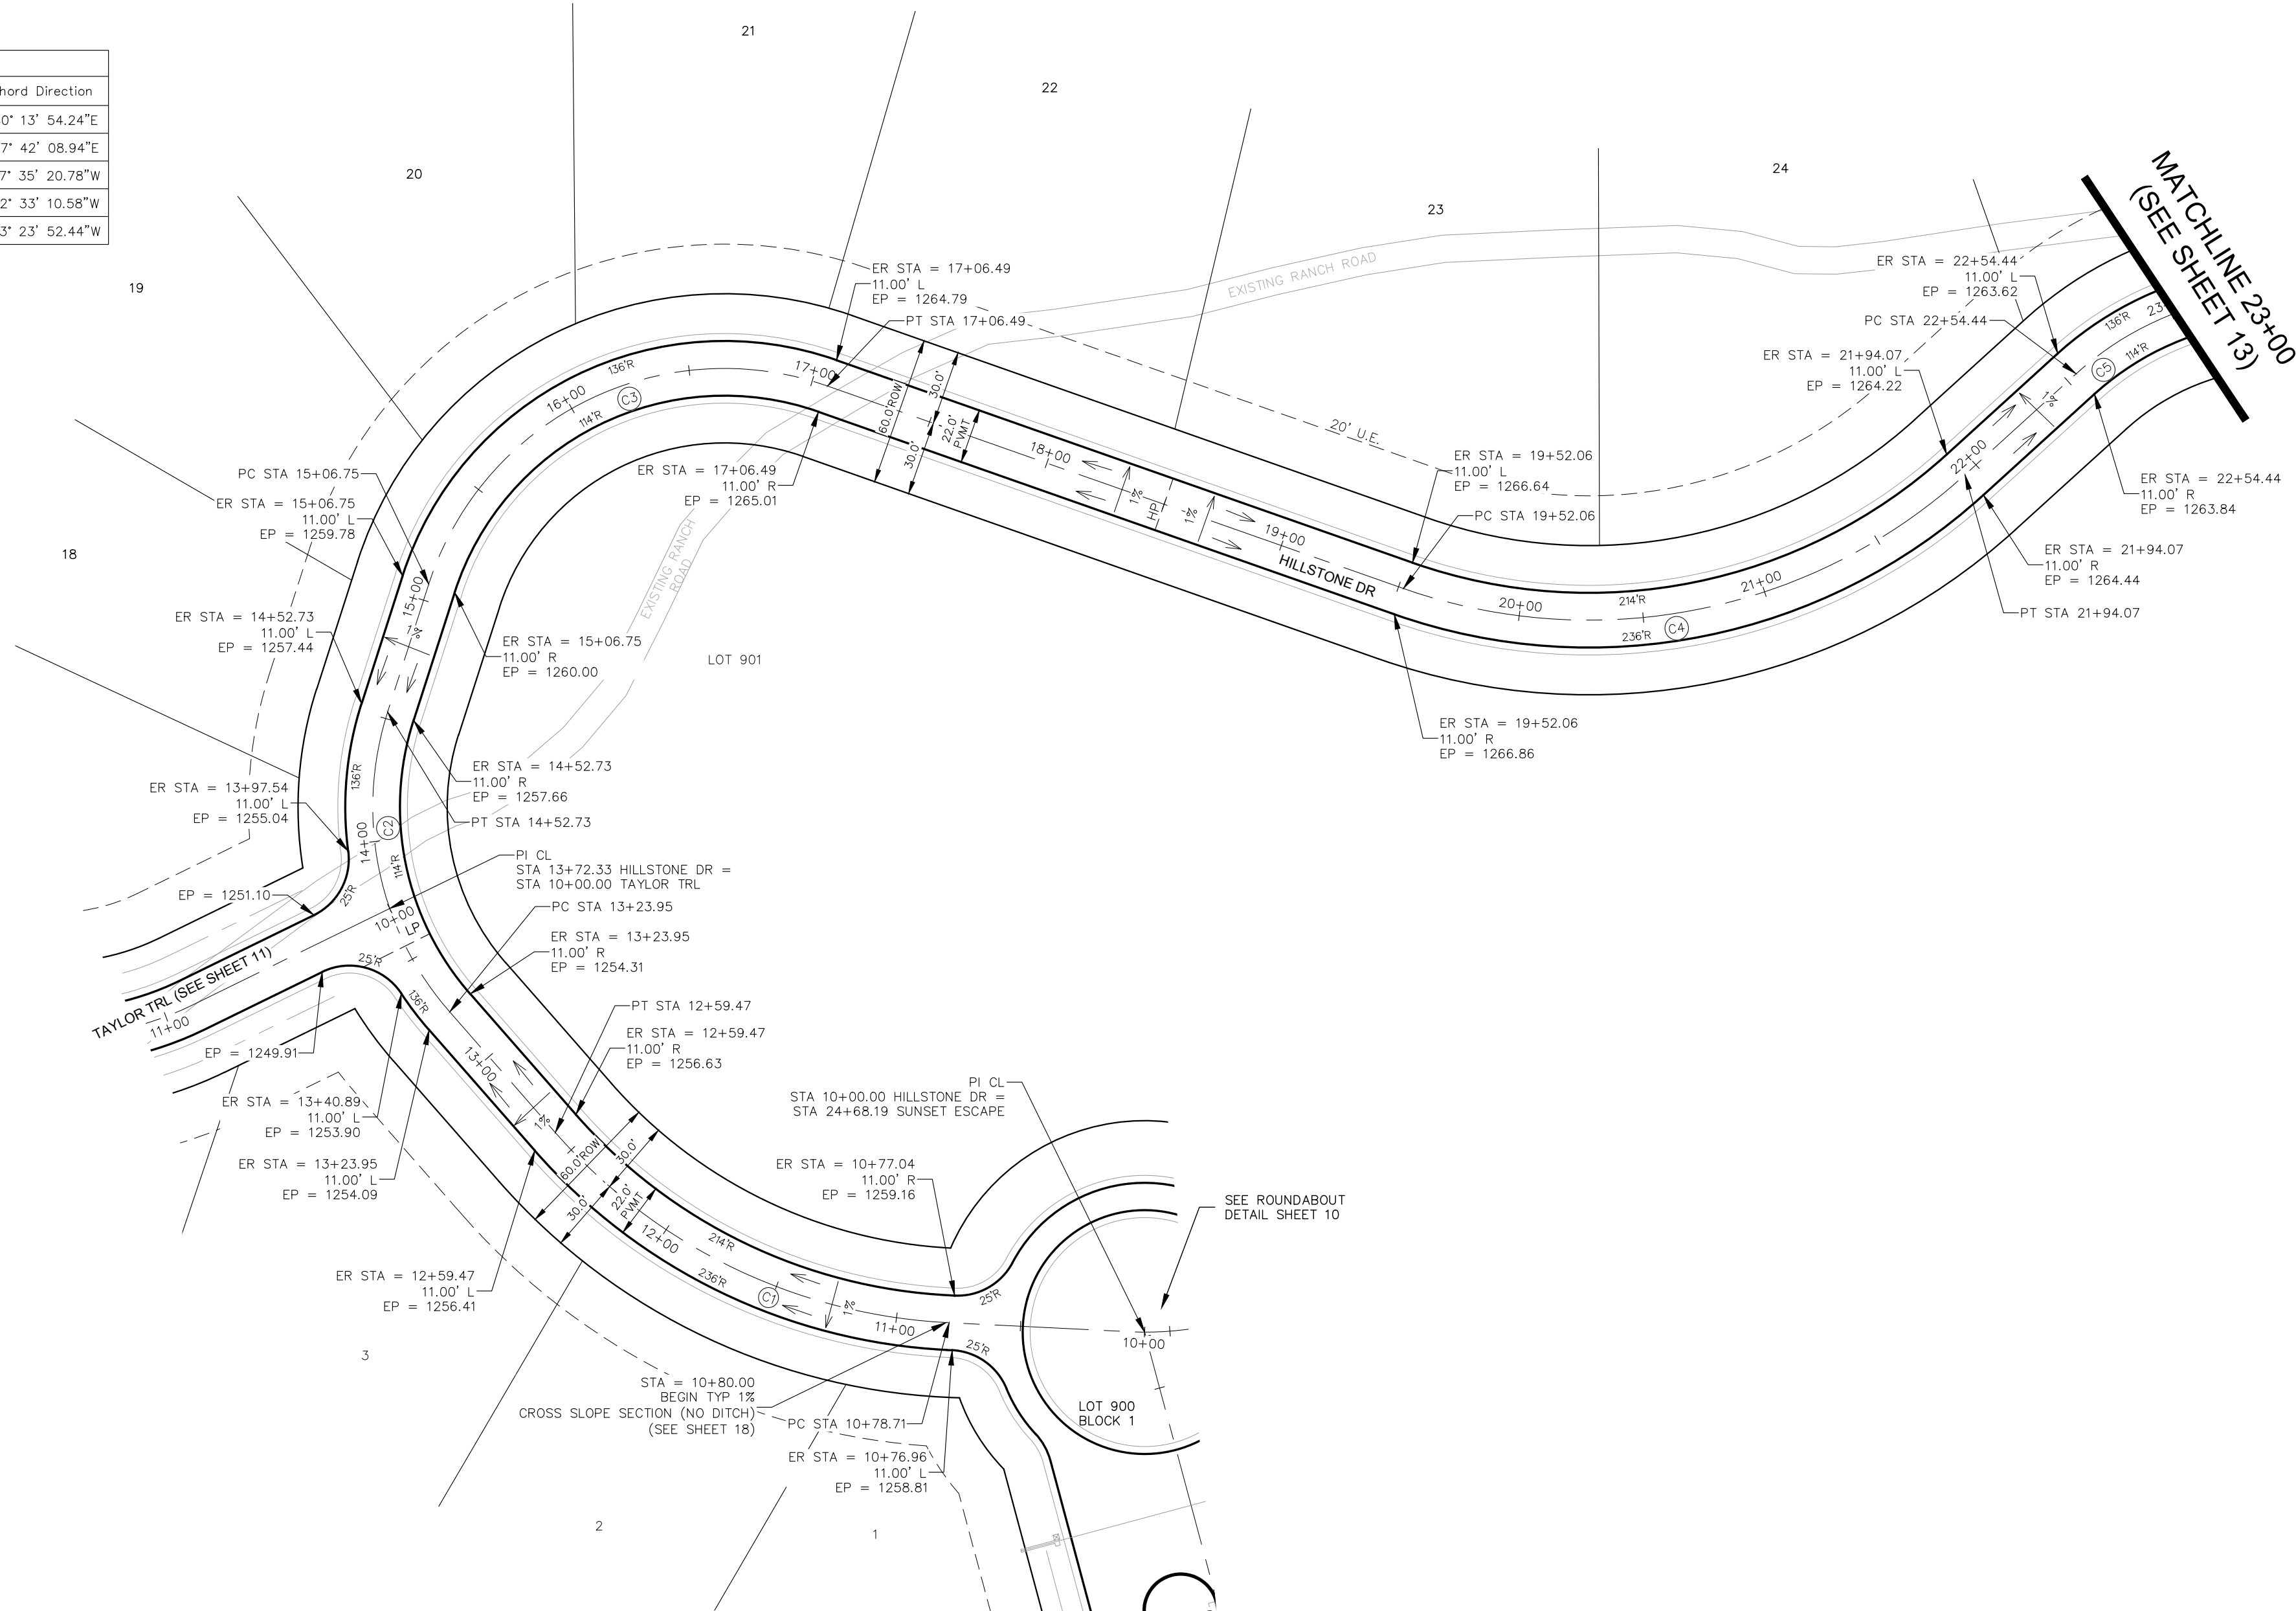 hord Direction
0° 13' 54.24"E
7° 42' 08.94"E
7° 35' 20.78"W
2° 33' 10.58"W
3° 23' 52.44"W
21
22
20
24
23
19
18
MATCHLINE 23+00
(SEE SHEET 13)
EXISTING RANCH ROAD
ER STA = 17+06.49
11.00' L
EP = 1264.79
PT STA 17+06.49
ER STA = 22+54.44
11.00' L
EP = 1263.62
PC STA 22+54.44
ER STA = 21+94.07
11.00' L
EP = 1264.22
136'R
23
114'R
C5
1%
22+00
ER STA = 22+54.44
11.00' R
EP = 1263.84
ER STA = 21+94.07
11.00' R
EP = 1264.44
PT STA 21+94.07
17+00
136'R
16+00
C3
114'R
60.0'ROW
30.0'
30.0'
22.0'
PVMT
18+00
20' U.E.
1%
HP
1%
19+00
HILLSTONE DR
ER STA = 19+52.06
11.00' L
EP = 1266.64
PC STA 19+52.06
20+00
214'R
21+00
236'R
C4
ER STA = 19+52.06
11.00' R
EP = 1266.86
PC STA 15+06.75
ER STA = 15+06.75
11.00' L
EP = 1259.78
ER STA = 17+06.49
11.00' R
EP = 1265.01
EXISTING RANCH
ROAD
LOT 901
15+00
1%
ER STA = 14+52.73
11.00' L
EP = 1257.44
ER STA = 15+06.75
11.00' R
EP = 1260.00
ER STA = 14+52.73
11.00' R
EP = 1257.66
PT STA 14+52.73
136'R
C2
14+00
114'R
ER STA = 13+97.54
11.00' L
EP = 1255.04
PI CL
STA 13+72.33 HILLSTONE DR =
STA 10+00.00 TAYLOR TRL
EP = 1251.10
25'R
10+00
LP
PC STA 13+23.95
ER STA = 13+23.95
11.00' R
EP = 1254.31
25'R
TAYLOR TRL (SEE SHEET 11)
11+00
136'R
PT STA 12+59.47
ER STA = 12+59.47
11.00' R
EP = 1256.63
EP = 1249.91
13+00
ER STA = 13+40.89
11.00' L
EP = 1253.90
1%
ER STA = 13+23.95
11.00' L
EP = 1254.09
60.0'ROW
30.0'
30.0'
22.0'
PVMT
12+00
214'R
236'R
C1
1%
11+00
PI CL
STA 10+00.00 HILLSTONE DR =
STA 24+68.19 SUNSET ESCAPE
ER STA = 10+77.04
11.00' R
EP = 1259.16
SEE ROUNDABOUT
DETAIL SHEET 10
25'R
10+00
25'R
ER STA = 12+59.47
11.00' L
EP = 1256.41
STA = 10+80.00
BEGIN TYP 1%
CROSS SLOPE SECTION (NO DITCH)
(SEE SHEET 18)
PC STA 10+78.71
ER STA = 10+76.96
11.00' L
EP = 1258.81
LOT 900
BLOCK 1
3
2
1